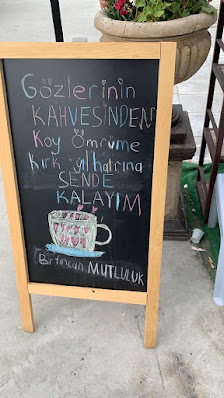 Gözlerinin
KAHVESİNDEN
Koy Ömrüme
Kırk yıl hatrına
SENDE
KALAYIM
Bir fincan MUTLULUK